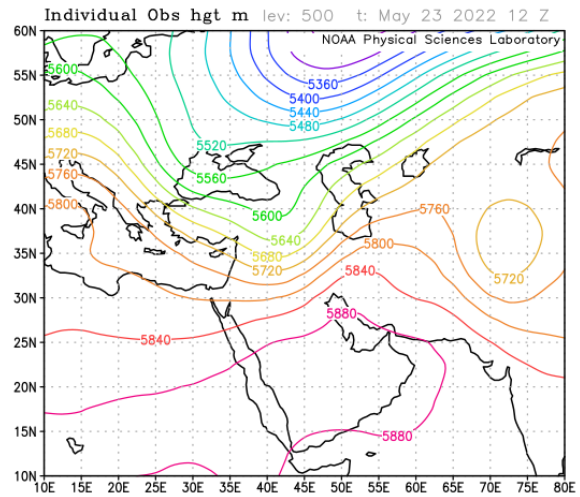 Individual Obs hgt m lev: 500 t: May 23 2022 12 Z
NOAA Physical Sciences Laboratory
60N
50N
55N
45N
40N
35N
30N
25N
20N
15N
10N
5600
5640
5680
5720
5760
5800
5360
5400
5440
5480
5520
5560
5600
5640
5680
5720
5760
5800
5840
5720
5880
5840
5880
10E 15E 20E 25E 30E 35E 40E 45E 50E 55E 60E 65E 70E 75E 80E